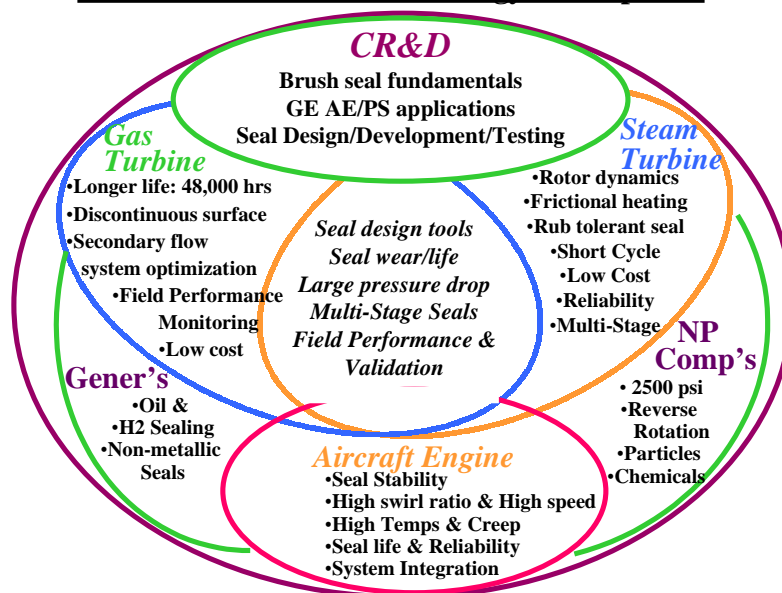 CR&D
Brush seal fundamentals
GE AE/PS applications
Seal Design/Development/Testing
Gas
Turbine
•Longer life: 48,000 hrs
•Discontinuous surface
•Secondary flow
system optimization
•Field Performance
Monitoring
•Low cost
Seal design tools
Seal wear/life
Large pressure drop
Multi-Stage Seals
Field Performance &
Validation
Steam
Turbine
•Rotor dynamics
•Frictional heating
•Rub tolerant seal
•Short Cycle
•Low Cost
•Reliability
•Multi-Stage
Gener's
•Oil &
•H2 Sealing
•Non-metallic
Seals
NP
Comp's
• 2500 psi
•Reverse
Rotation
•Particles
•Chemicals
Aircraft Engine
•Seal Stability
•High swirl ratio & High speed
•High Temps & Creep
•Seal life & Reliability
•System Integration